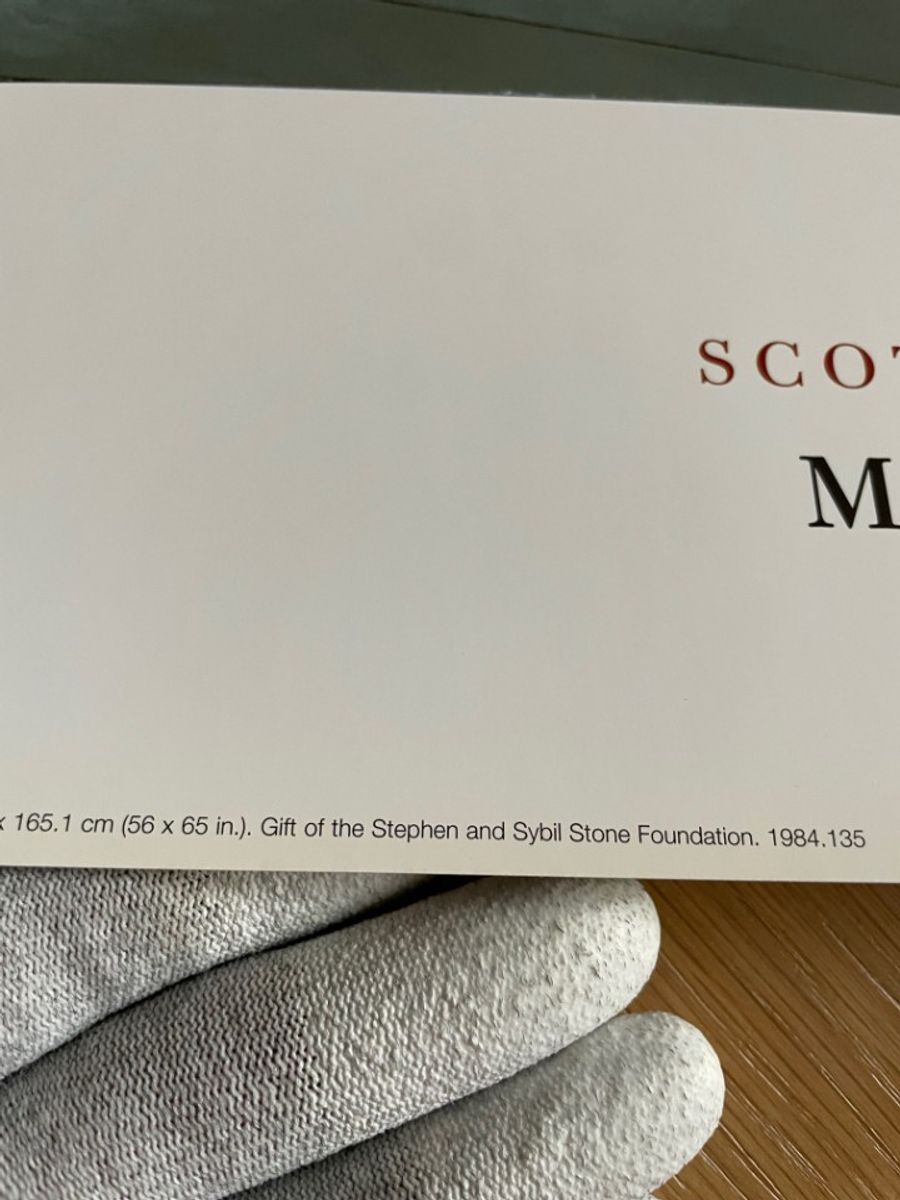 SCO
M
x 165.1 cm (56 x 65 in.). Gift of the Stephen and Sybil Stone Foundation. 1984.135